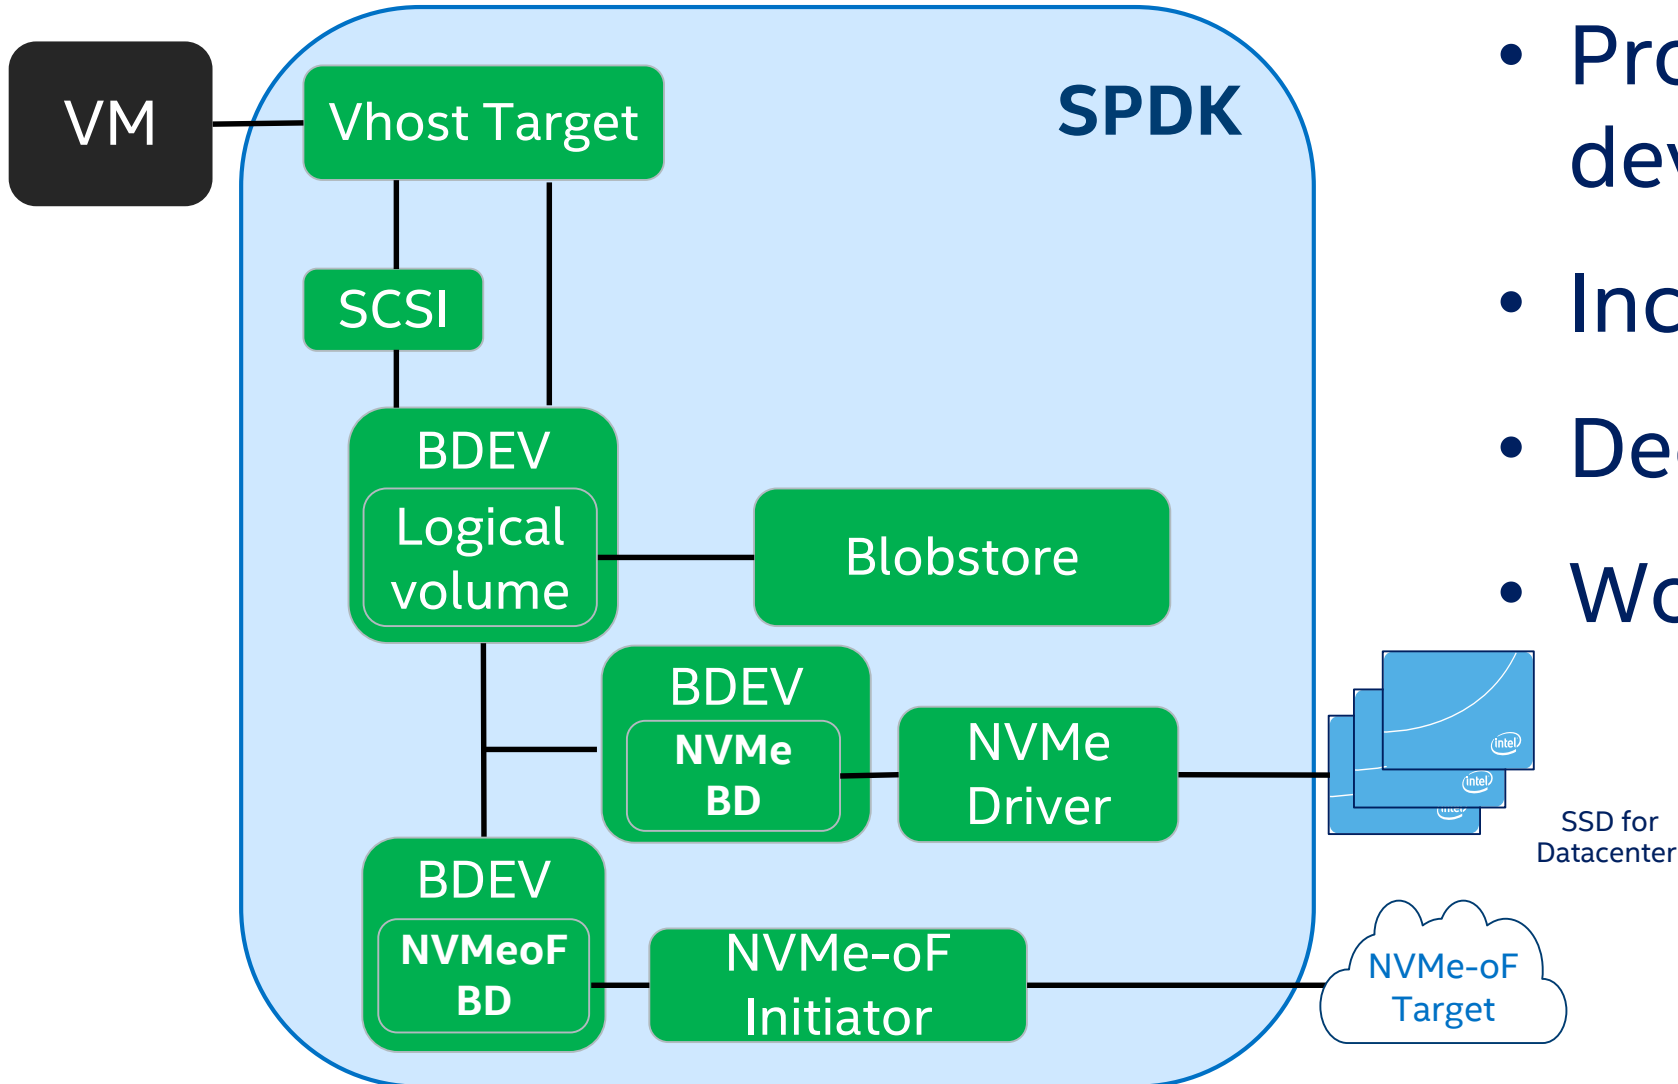 VM
Vhost Target
SPDK
SCSI
BDEV
Logical
volume
Blobstore
BDEV
NVMe
BD
NVMe
Driver
BDEV
NVMeoF
BD
NVMe-oF
Initiator
intel
intel
SSD for
Datacenter
NVMe-oF
Target